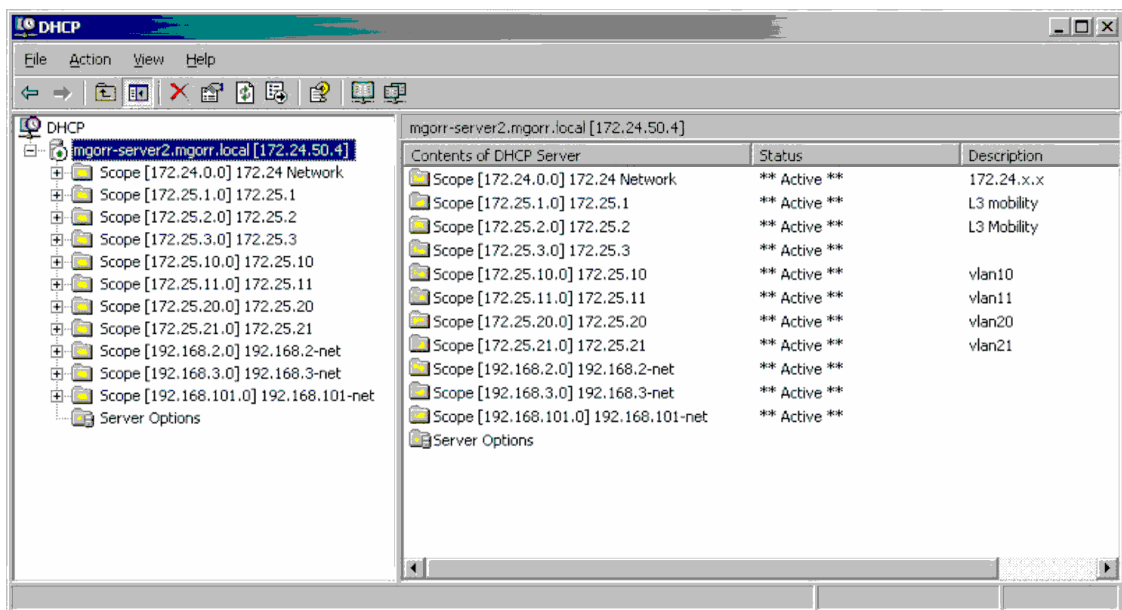 DHCP
File Action View Help
DHCP
mgorr-server2.mgorr.local [172.24.50.4]
Scope [172.24.0.0] 172.24 Network
Scope [172.25.1.0] 172.25.1
Scope [172.25.2.0] 172.25.2
Scope [172.25.3.0] 172.25.3
Scope [172.25.10.0] 172.25.10
Scope [172.25.11.0] 172.25.11
Scope [172.25.20.0] 172.25.20
Scope [172.25.21.0] 172.25.21
Scope [192.168.2.0] 192.168.2-net
Scope [192.168.3.0] 192.168.3-net
Scope [192.168.101.0] 192.168.101-net
Server Options
mgorr-server2.mgorr.local [172.24.50.4]
Contents of DHCP Server Status Description
Scope [172.24.0.0] 172.24 Network ** Active ** 172.24.x.x
Scope [172.25.1.0] 172.25.1 ** Active ** L3 mobility
Scope [172.25.2.0] 172.25.2 ** Active ** L3 Mobility
Scope [172.25.3.0] 172.25.3 ** Active **
Scope [172.25.10.0] 172.25.10 ** Active ** vlan10
Scope [172.25.11.0] 172.25.11 ** Active ** vlan11
Scope [172.25.20.0] 172.25.20 ** Active ** vlan20
Scope [172.25.21.0] 172.25.21 ** Active ** vlan21
Scope [192.168.2.0] 192.168.2-net ** Active **
Scope [192.168.3.0] 192.168.3-net ** Active **
Scope [192.168.101.0] 192.168.101-net ** Active **
Server Options